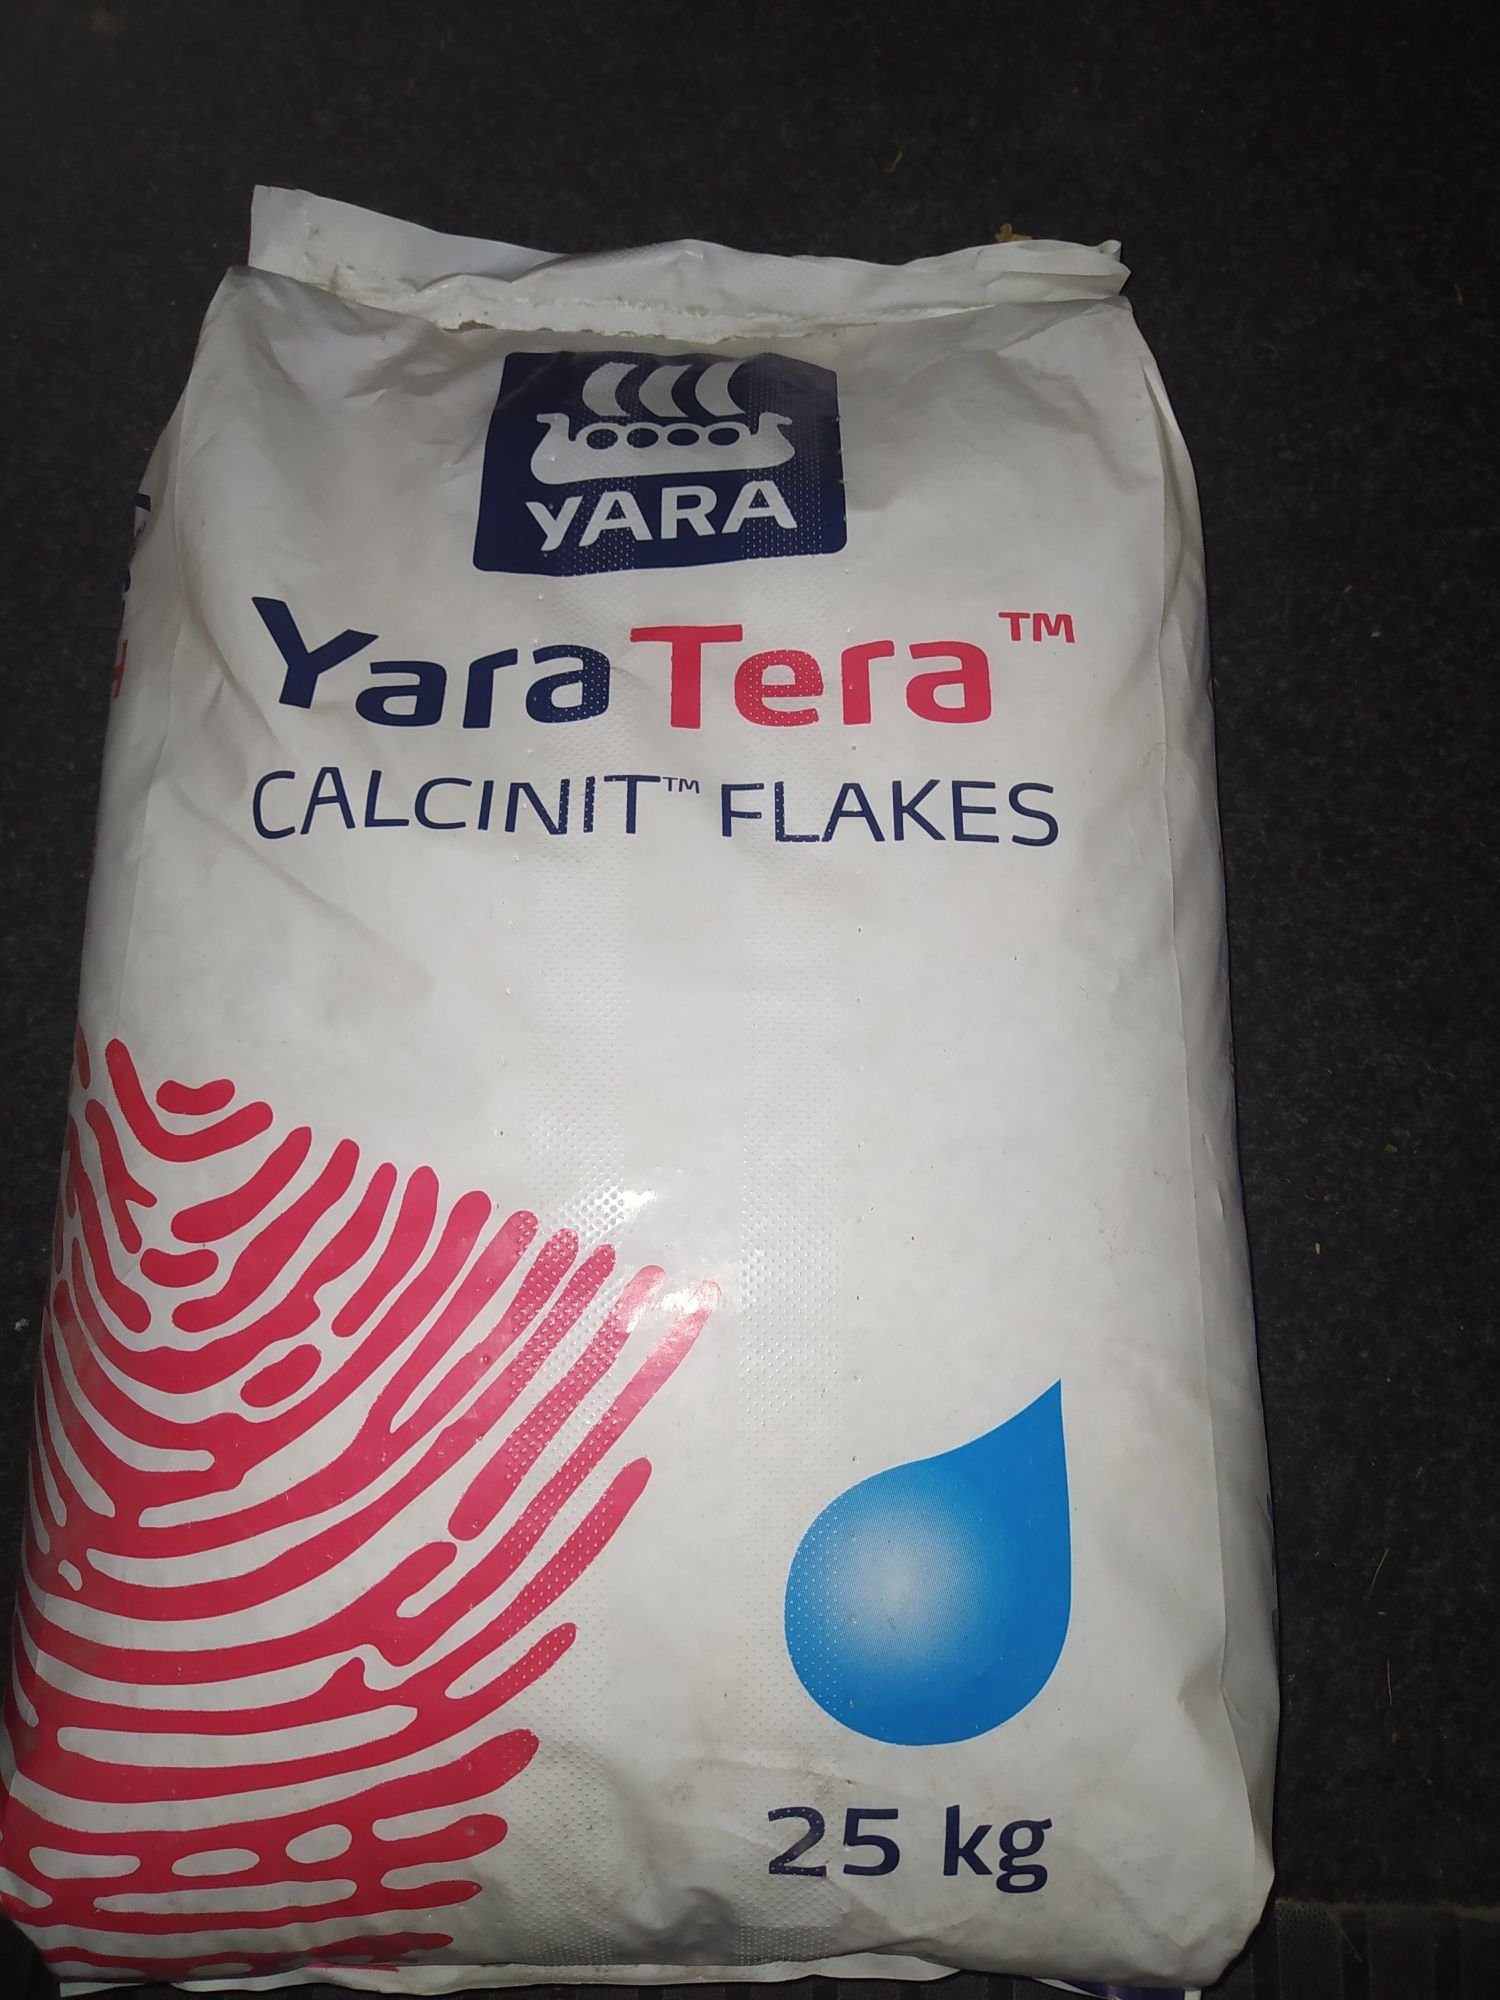 YARA
YaraTera™
CALCINIT™ FLAKES
25 kg